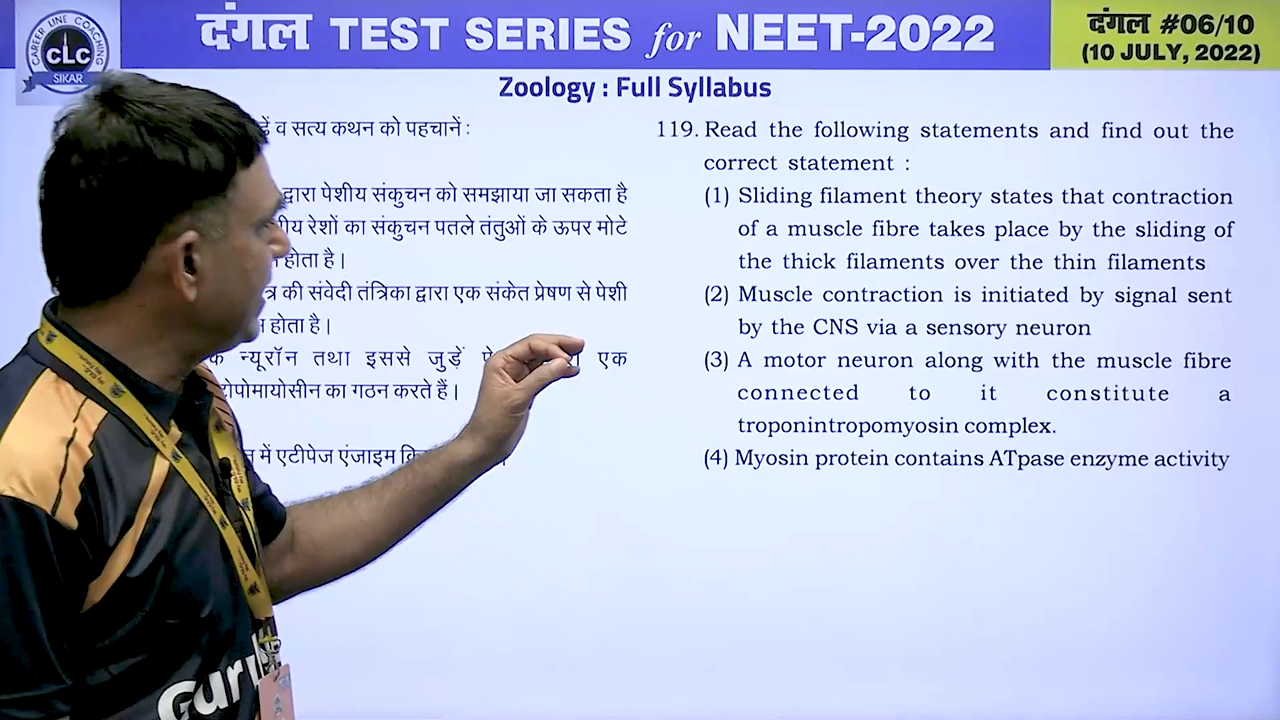 CAREER LINE COACHING
CLC
SIKAR
दंगल TEST SERIES for NEET-2022
दंगल #06/10
(10 JULY, 2022)
Zoology : Full Syllabus
व सत्य कथन को पहचानें :
द्वारा पेशीय संकुचन को समझाया जा सकता है
रेशों का संकुचन पतले तंतुओं के ऊपर मोटे
होता है।
की संवेदी तंत्रिका द्वारा एक संकेत प्रेषण से पेशी
होता है।
न्यूरॉन तथा इससे जुड़ें एक
का गठन करते हैं।
में एटीपेज एंजाइम
119. Read the following statements and find out the
correct statement :
(1) Sliding filament theory states that contraction
of a muscle fibre takes place by the sliding of
the thick filaments over the thin filaments
(2) Muscle contraction is initiated by signal sent
by the CNS via a sensory neuron
(3) A motor neuron along with the muscle fibre
connected to it constitute a
troponintropomyosin complex.
(4) Myosin protein contains ATpase enzyme activity